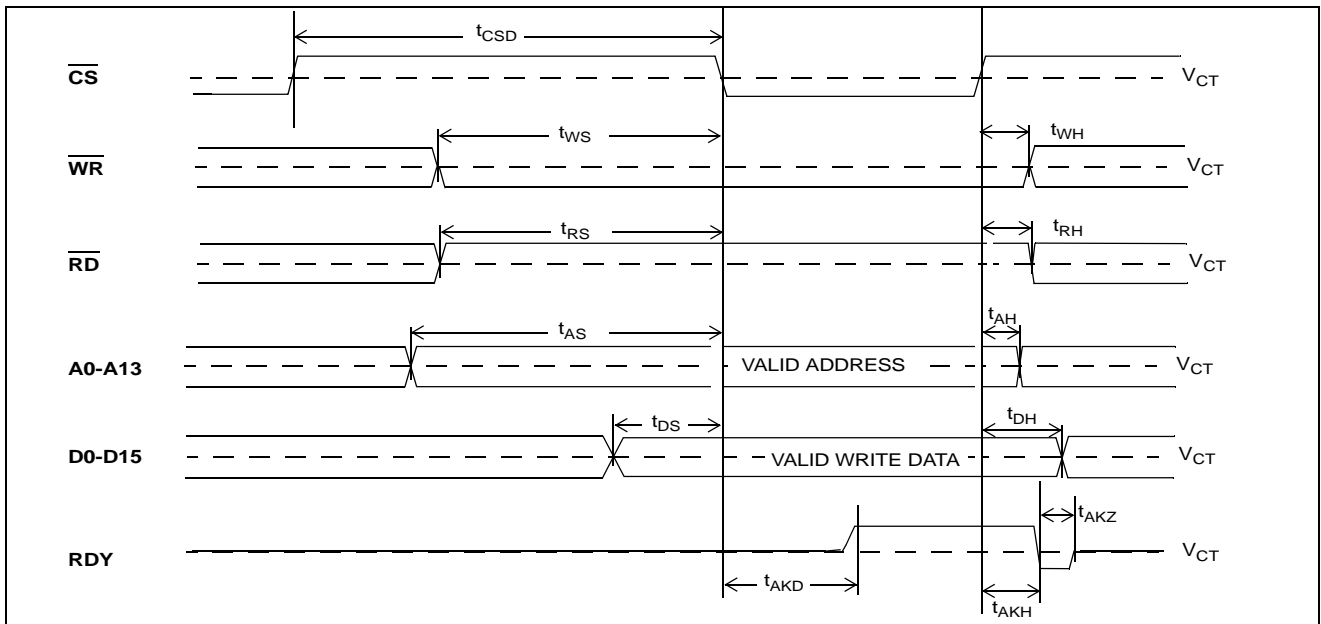 tCSD
CS
VCT
tWS
tWH
WR
VCT
tRS
tRH
RD
VCT
tAS
tAH
A0-A13
VALID ADDRESS
VCT
tDS
tDH
D0-D15
VALID WRITE DATA
VCT
tAKZ
RDY
VCT
tAKD
tAKH